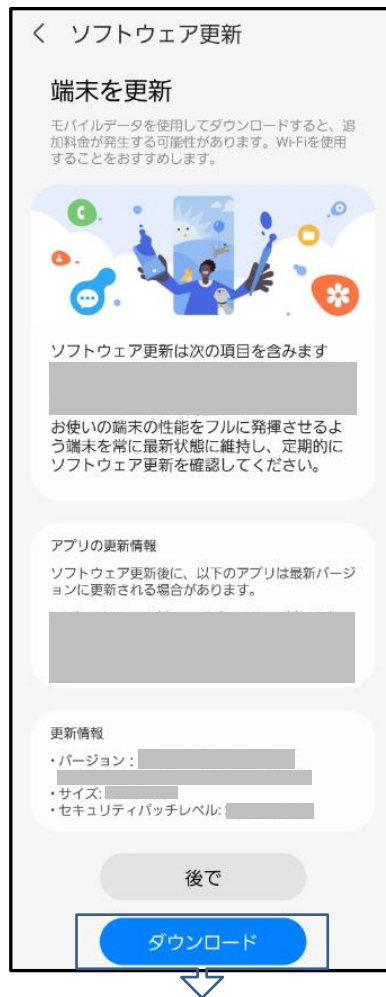 ソフトウェア更新
端末を更新
モバイルデータを使用してダウンロードすると、追
加料金が発生する可能性があります。Wi-Fiを使用
することをおすすめします。
ソフトウェア更新は次の項目を含みます
お使いの端末の性能をフルに発揮させるよ
う端末を常に最新状態に維持し、定期的に
ソフトウェア更新を確認してください。
アプリの更新情報
ソフトウェア更新後に、以下のアプリは最新バージ
ョンに更新される場合があります。
更新情報
・バージョン :
・サイズ:
・セキュリティパッチレベル:
後で
ダウンロード